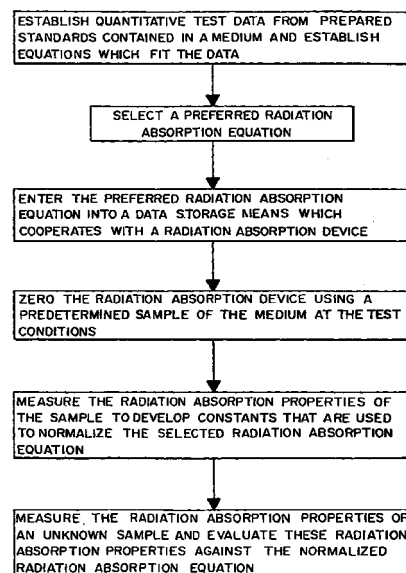 ESTABLISH QUANTITATIVE TEST DATA FROM PREPARED
STANDARDS CONTAINED IN A MEDIUM AND ESTABLISH
EQUATIONS WHICH FIT THE DATA
SELECT A PREFERRED RADIATION
ABSORPTION EQUATION
ENTER THE PREFERRED RADIATION ABSORPTION
EQUATION INTO A DATA STORAGE MEANS WHICH
COOPERATES WITH A RADIATION ABSORPTION DEVICE
ZERO THE RADIATION ABSORPTION DEVICE USING A
PREDETERMINED SAMPLE OF THE MEDIUM AT THE TEST
CONDITIONS
MEASURE THE RADIATION ABSORPTION PROPERTIES OF
THE SAMPLE TO DEVELOP CONSTANTS THAT ARE USED
TO NORMALIZE THE SELECTED RADIATION ABSORPTION
EQUATION
MEASURE THE RADIATION ABSORPTION PROPERTIES OF
AN UNKNOWN SAMPLE AND EVALUATE THESE RADIATION
ABSORPTION PROPERTIES AGAINST THE NORMALIZED
RADIATION ABSORPTION EQUATION